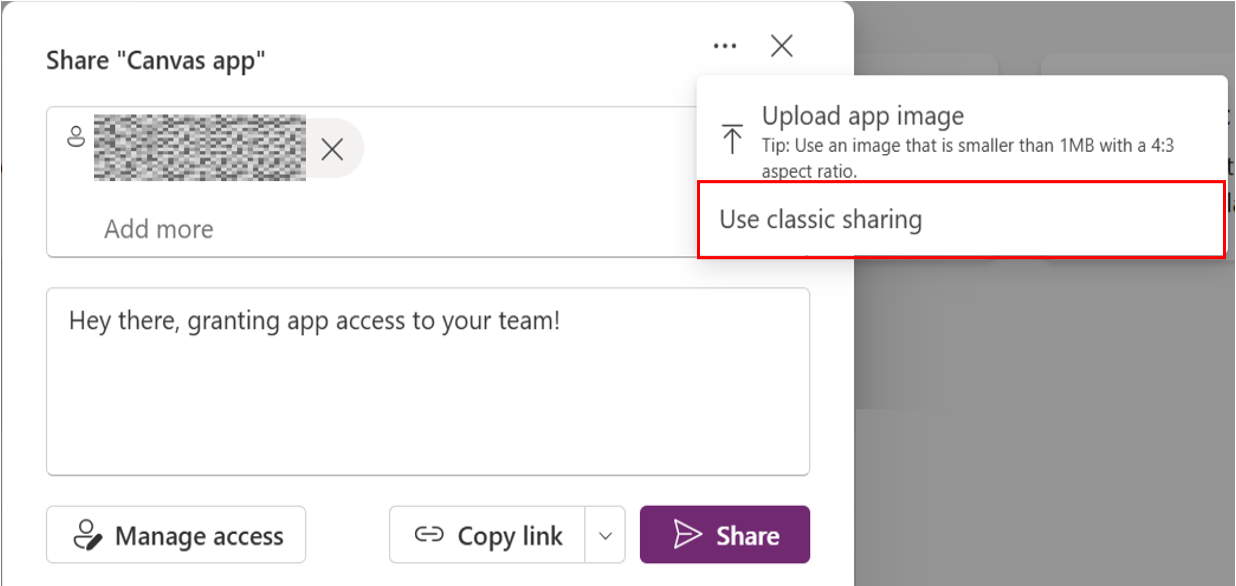 Share "Canvas app"
Upload app image
Tip: Use an image that is smaller than 1MB with a 4:3
aspect ratio.
Use classic sharing
Add more
Hey there, granting app access to your team!
Manage access
Copy link
Share